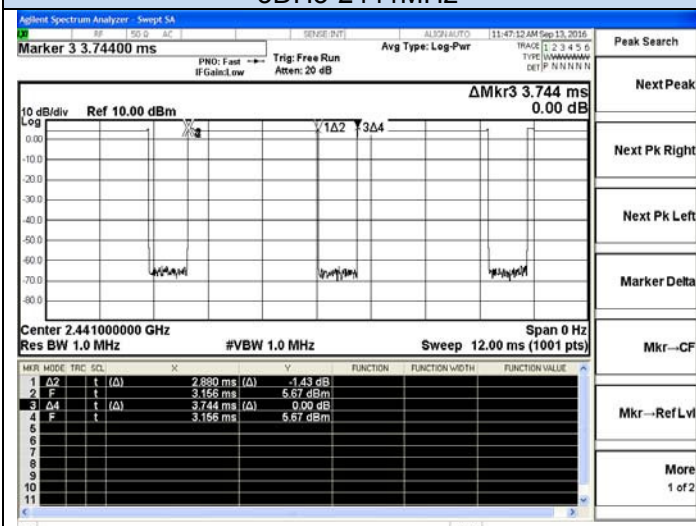 Agilent Spectrum Analyzer - Swept SA
RF 50 Ω AC SENSE:INT ALIGN AUTO 11:47:12 AM Sep 13, 2016
Marker 3 3.74400 ms
PNO: Fast
IFGain:Low
Trig: Free Run
Atten: 20 dB
Avg Type: Log-Pwr
TRACE 1 2 3 4 5 6
TYPE
DET P N N N N N
ΔMkr3 3.744 ms
0.00 dB
10 dB/div Ref 10.00 dBm
Log
0.00
-10.0
-20.0
-30.0
-40.0
-50.0
-60.0
-70.0
-80.0
1Δ2 3Δ4
Center 2.441000000 GHz Span 0 Hz
Res BW 1.0 MHz #VBW 1.0 MHz Sweep 12.00 ms (1001 pts)
MKR MODE TRC SCL X Y FUNCTION FUNCTION WIDTH FUNCTION VALUE
1 Δ2 t (Δ) 2.880 ms (Δ) -1.43 dB
2 F t 3.156 ms 5.67 dBm
3 Δ4 t (Δ) 3.744 ms (Δ) 0.00 dB
4 F t 3.156 ms 5.67 dBm
5
6
7
8
9
10
11
Peak Search
Next Peak
Next Pk Right
Next Pk Left
Marker Delta
Mkr→CF
Mkr→Ref Lvl
More
1 of 2